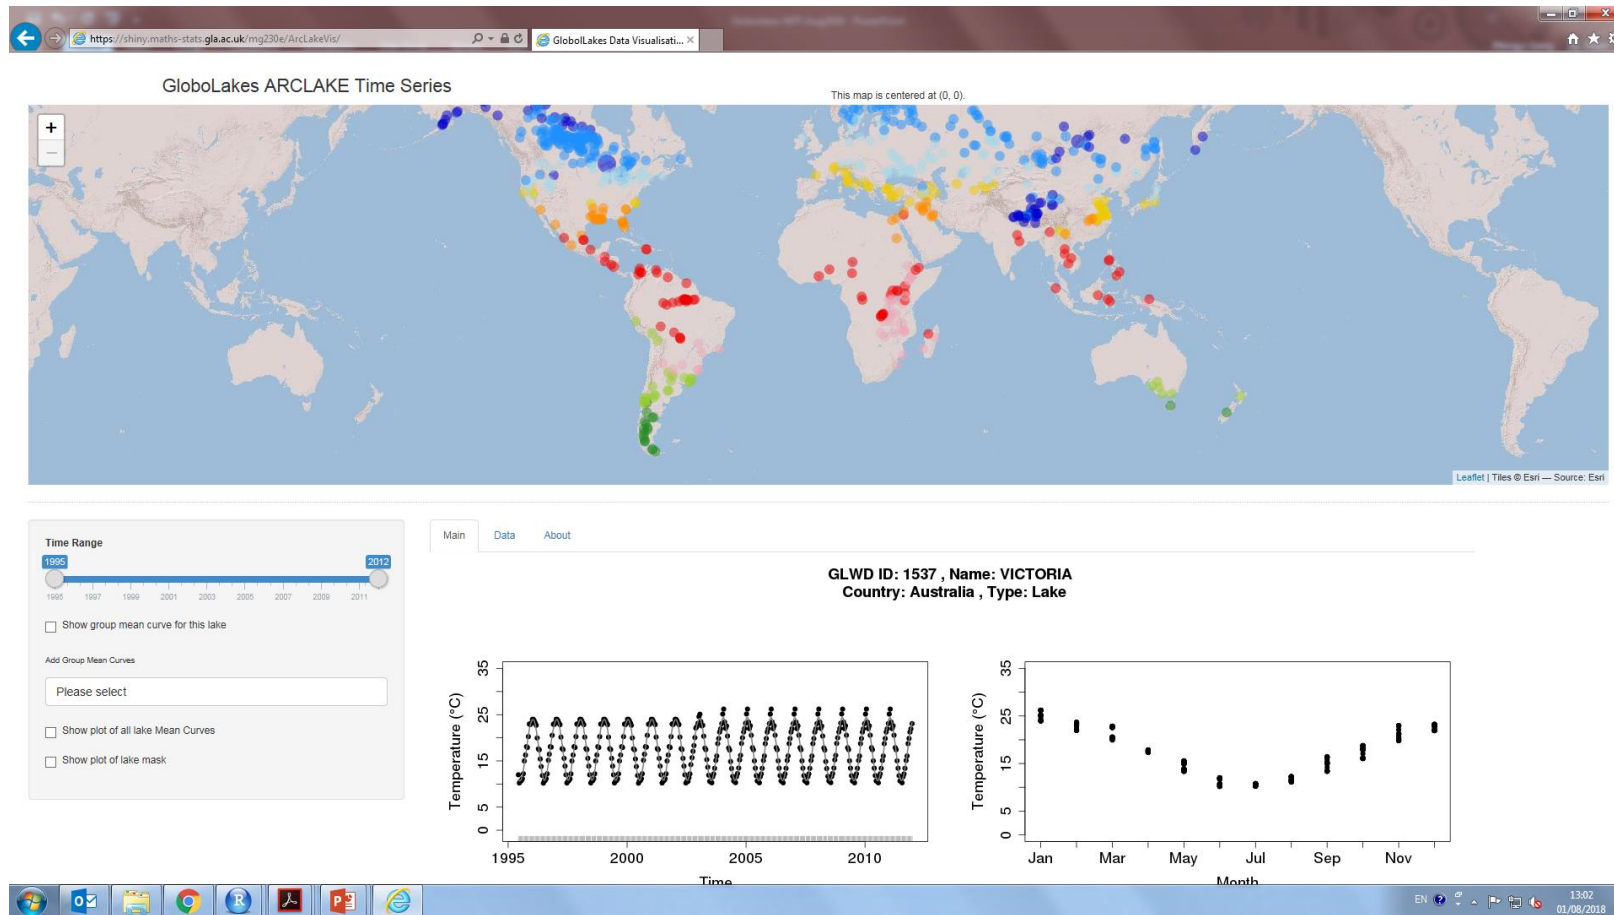 https://shiny.maths-stats.gla.ac.uk/mg230e/ArcLakeVis/
GlobolLakes Data Visualisati...
GloboLakes ARCLAKE Time Series
This map is centered at (0, 0).
+
−
Leaflet | Tiles © Esri — Source: Esri
Time Range
1995 2012
1995 1997 1999 2001 2003 2005 2007 2009 2011
Show group mean curve for this lake
Add Group Mean Curves
Please select
Show plot of all lake Mean Curves
Show plot of lake mask
Main Data About
GLWD ID: 1537 , Name: VICTORIA
Country: Australia , Type: Lake
Temperature (°C)
35
25
15
5
0
1995 2000 2005 2010
Time
Temperature (°C)
35
25
15
5
0
Jan Mar May Jul Sep Nov
Month
EN
13:02
01/08/2018